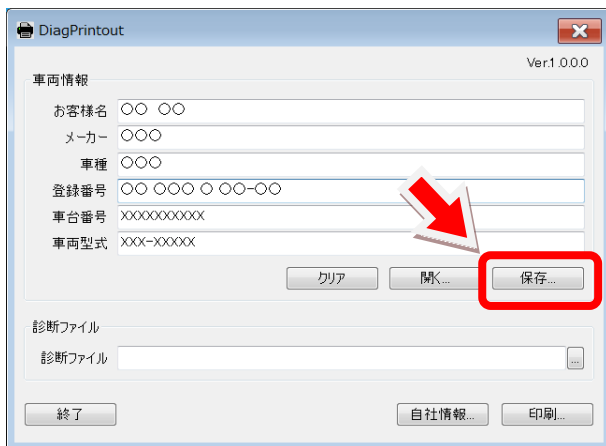 DiagPrintout
Ver.1.0.0.0
車両情報
お客様名 ○○ ○○
メーカー ○○○
車種 ○○○
登録番号 ○○ ○○○ ○ ○○-○○
車台番号 XXXXXXXXXX
車両型式 XXX-XXXXX
クリア 開く... 保存...
診断ファイル
診断ファイル ...
終了 自社情報... 印刷...